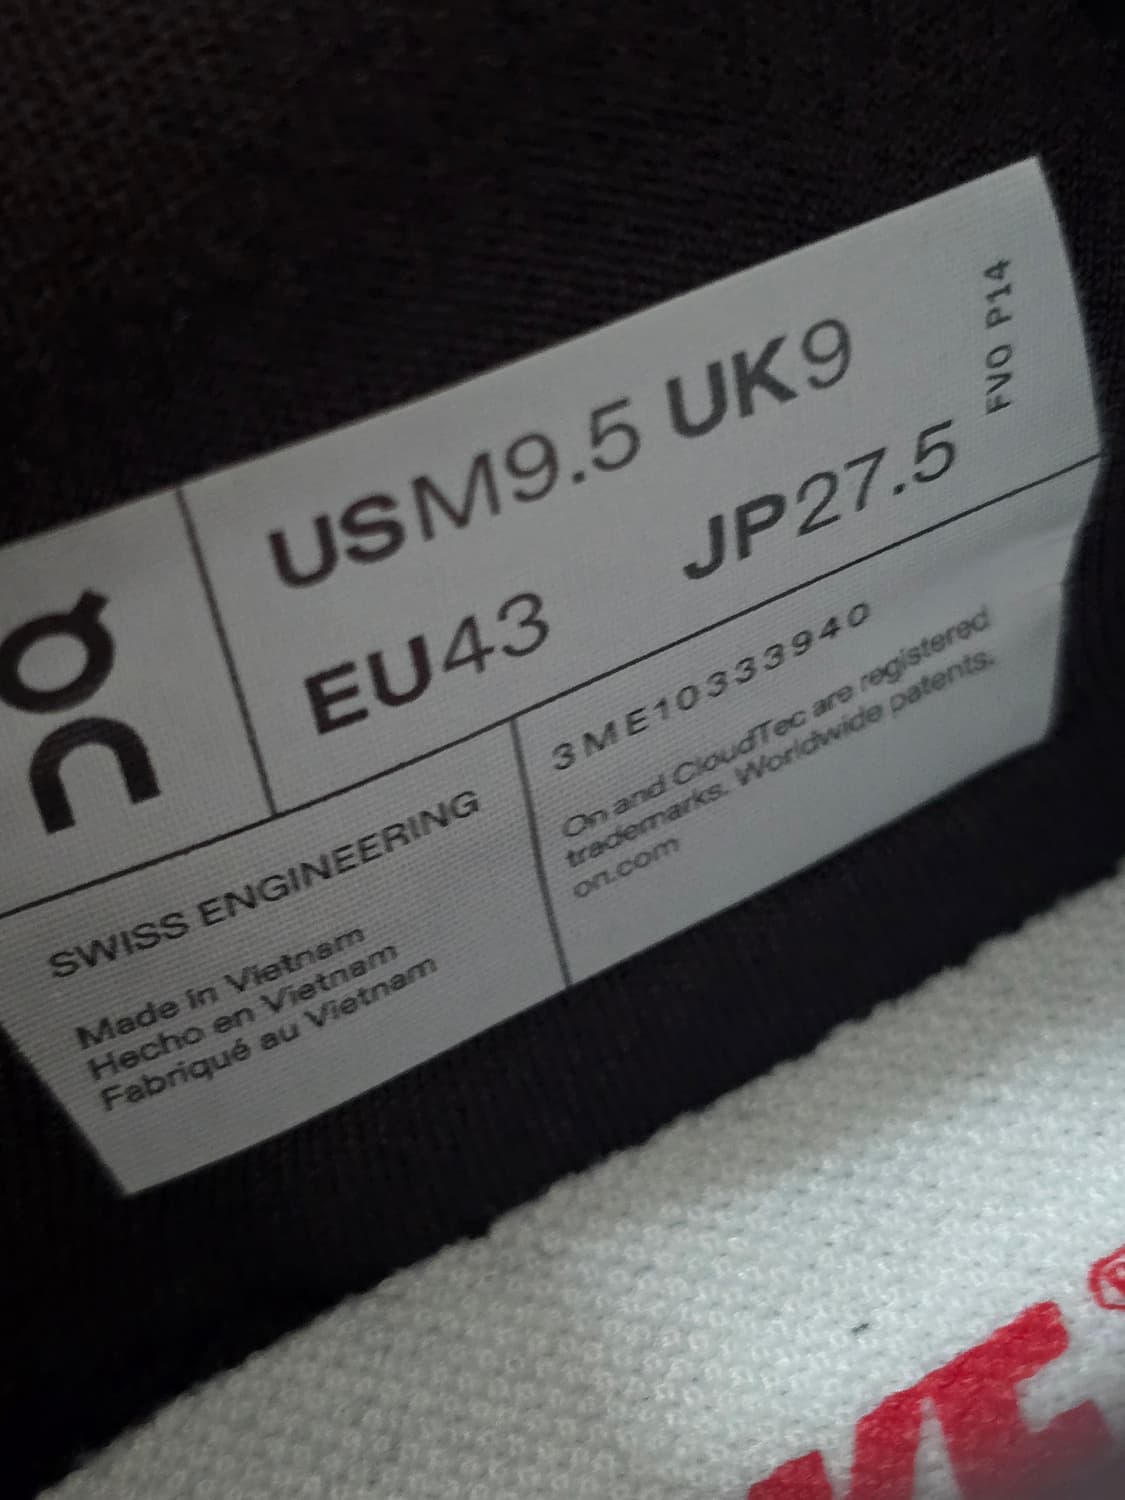 on
USM9.5 UK9
EU43 JP27.5
FVO P14
SWISS ENGINEERING
Made in Vietnam
Hecho en Vietnam
Fabriqué au Vietnam
3ME10333940
On and CloudTec are registered
trademarks. Worldwide patents.
on.com